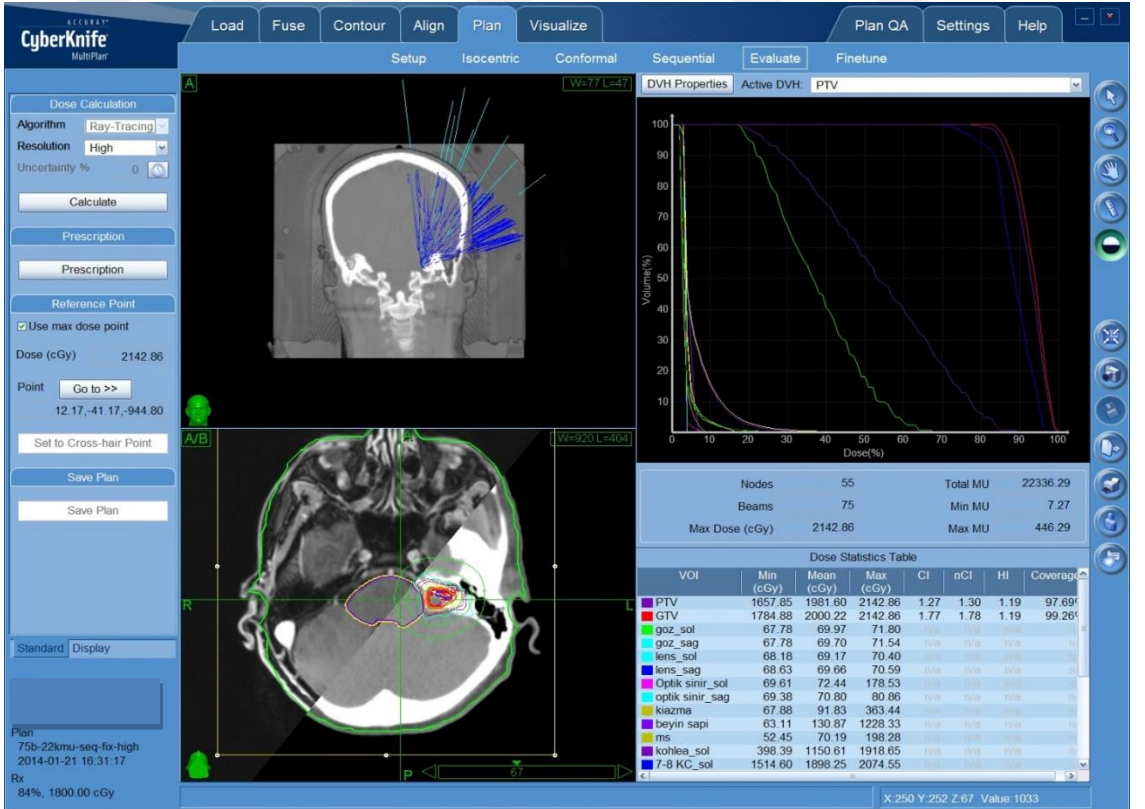 ACCURAY
CyberKnife
MultiPlan
Load Fuse Contour Align Plan Visualize Plan QA Settings Help
Setup Isocentric Conformal Sequential Evaluate Finetune
Dose Calculation
Algorithm Ray-Tracing
Resolution High
Uncertainty % 0
Calculate
Prescription
Prescription
Reference Point
Use max dose point
Dose (cGy) 2142.86
Point Go to >>
12.17,-41.17,-944.80
Set to Cross-hair Point
Save Plan
Save Plan
Standard Display
Plan
75b-22kmu-seq-fix-high
2014-01-21 16:31:17
Rx
84%, 1800.00 cGy
A
W=77 L=47
A/B
W=920 L=404
A
R
L
P
67
DVH Properties Active DVH: PTV
Volume(%)
100
90
80
70
60
50
40
30
20
10
0 10 20 30 40 50 60 70 80 90 100
Dose(%)
Nodes 55 Total MU 22336.29
Beams 75 Min MU 7.27
Max Dose (cGy) 2142.86 Max MU 446.29
Dose Statistics Table
VOI Min (cGy) Mean (cGy) Max (cGy) CI nCI HI Coverage
PTV 1657.85 1981.60 2142.86 1.27 1.30 1.19 97.69
GTV 1784.88 2000.22 2142.86 1.77 1.78 1.19 99.26
goz_sol 67.78 69.97 71.80 n/a n/a n/a
goz_sag 67.78 69.70 71.54 n/a n/a n/a
lens_sol 68.18 69.17 70.40 n/a n/a n/a
lens_sag 68.63 69.66 70.59 n/a n/a n/a
Optik sinir_sol 69.61 72.44 178.53 n/a n/a n/a
optik sinir_sag 69.38 70.80 80.86 n/a n/a n/a
kiazma 67.88 91.83 363.44 n/a n/a n/a
beyin sapi 63.11 130.87 1228.33 n/a n/a n/a
ms 52.45 70.19 198.28 n/a n/a n/a
kohlea_sol 398.39 1150.61 1918.65 n/a n/a n/a
7-8 KC_sol 1514.60 1898.25 2074.55 n/a n/a n/a
X:250 Y:252 Z:67 Value:1033